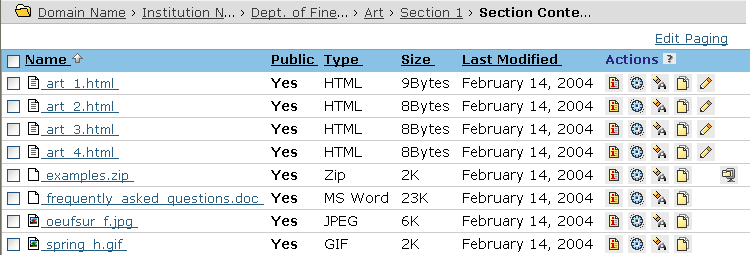 Domain Name > Institution N... > Dept. of Fine... > Art > Section 1 > Section Conte...
Edit Paging
Name Public Type Size Last Modified Actions ?
art_1.html Yes HTML 9Bytes February 14, 2004
art_2.html Yes HTML 8Bytes February 14, 2004
art_3.html Yes HTML 8Bytes February 14, 2004
art_4.html Yes HTML 8Bytes February 14, 2004
examples.zip Yes Zip 2K February 14, 2004
frequently_asked_questions.doc Yes MS Word 23K February 14, 2004
oeufsur_f.jpg Yes JPEG 6K February 14, 2004
spring_h.gif Yes GIF 2K February 14, 2004